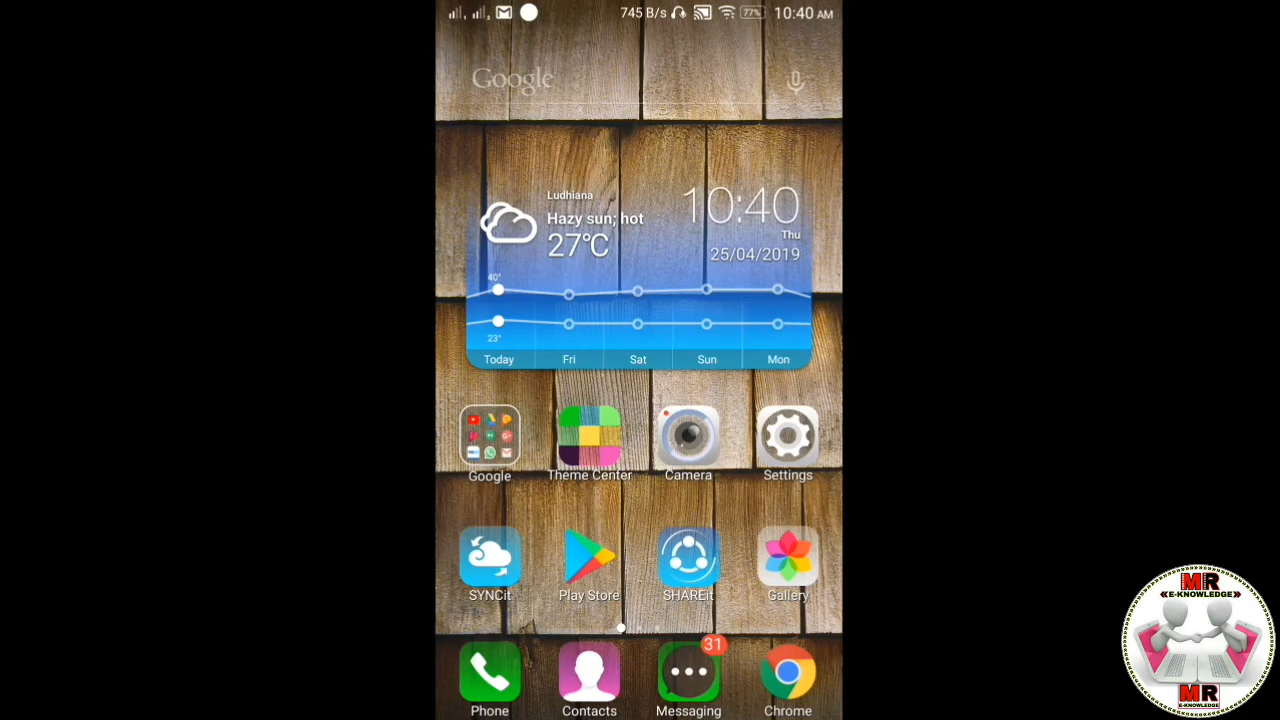 745 B/s 77% 10:40 AM
Google
Ludhiana
Hazy sun; hot
27°C
10:40
Thu
25/04/2019
40°
23°
Today Fri Sat Sun Mon
Google Theme Center Camera Settings
SYNCit Play Store SHAREit Gallery
31
Phone Contacts Messaging Chrome
MR
«E-KNOWLEDGE»
MR
E-KNOWLEDGE